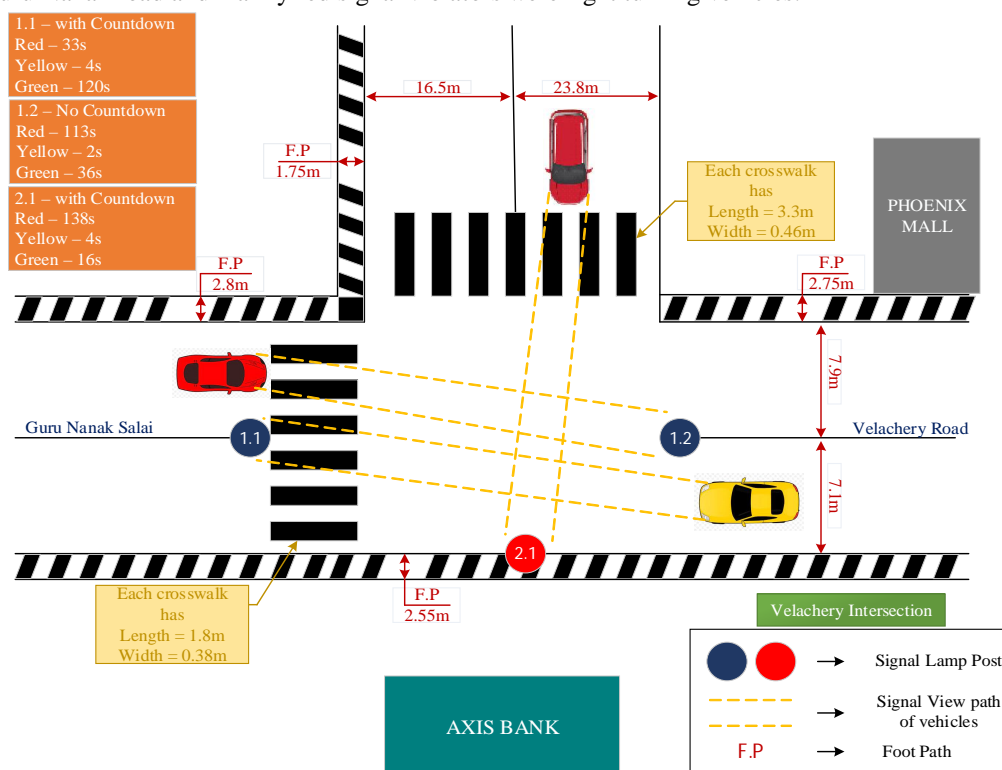 1.1 – with Countdown
Red – 33s
Yellow – 4s
Green – 120s
1.2 – No Countdown
Red – 113s
Yellow – 2s
Green – 36s
2.1 – with Countdown
Red – 138s
Yellow – 4s
Green – 16s
16.5m
23.8m
F.P
1.75m
Each crosswalk
has
Length = 3.3m
Width = 0.46m
PHOENIX
MALL
F.P
2.8m
F.P
2.75m
7.9m
Guru Nanak Salai
1.1
1.2
Velachery Road
7.1m
2.1
Each crosswalk
has
Length = 1.8m
Width = 0.38m
F.P
2.55m
Velachery Intersection
Signal Lamp Post
Signal View path
of vehicles
F.P
Foot Path
AXIS BANK